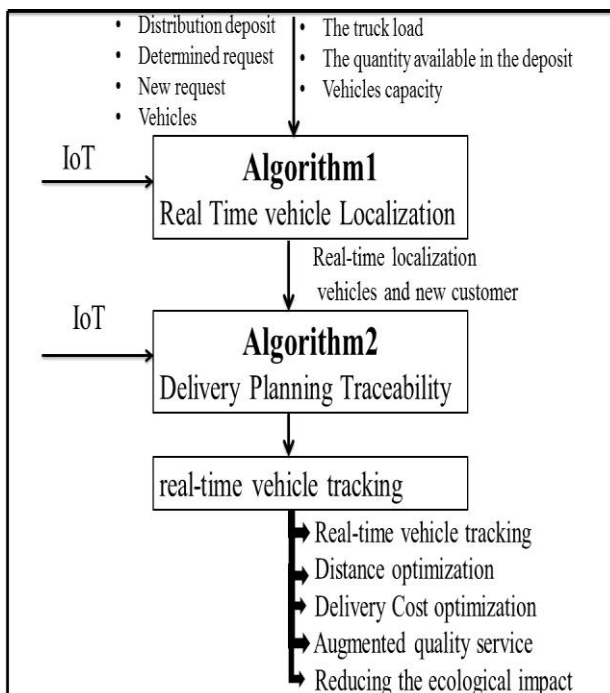 • Distribution deposit
• Determined request
• New request
• Vehicles
• The truck load
• The quantity available in the deposit
• Vehicles capacity
IoT
Algorithm1
Real Time vehicle Localization
Real-time localization
vehicles and new customer
IoT
Algorithm2
Delivery Planning Traceability
real-time vehicle tracking
Real-time vehicle tracking
Distance optimization
Delivery Cost optimization
Augmented quality service
Reducing the ecological impact